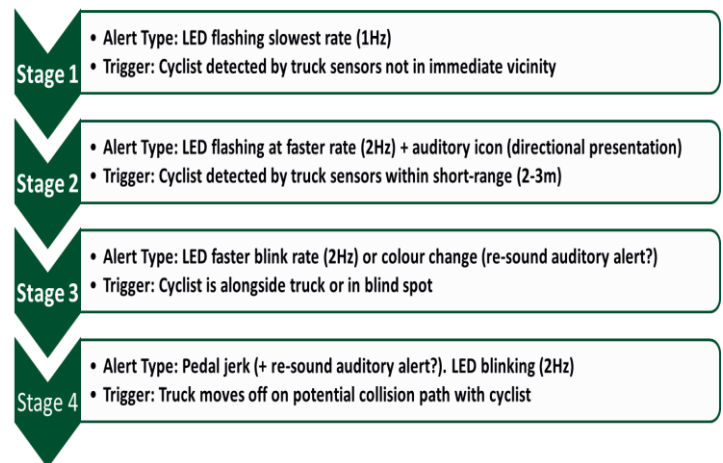 Stage 1
• Alert Type: LED flashing slowest rate (1Hz)
• Trigger: Cyclist detected by truck sensors not in immediate vicinity
Stage 2
• Alert Type: LED flashing at faster rate (2Hz) + auditory icon (directional presentation)
• Trigger: Cyclist detected by truck sensors within short-range (2-3m)
Stage 3
• Alert Type: LED faster blink rate (2Hz) or colour change (re-sound auditory alert?)
• Trigger: Cyclist is alongside truck or in blind spot
Stage 4
• Alert Type: Pedal jerk (+ re-sound auditory alert?). LED blinking (2Hz)
• Trigger: Truck moves off on potential collision path with cyclist